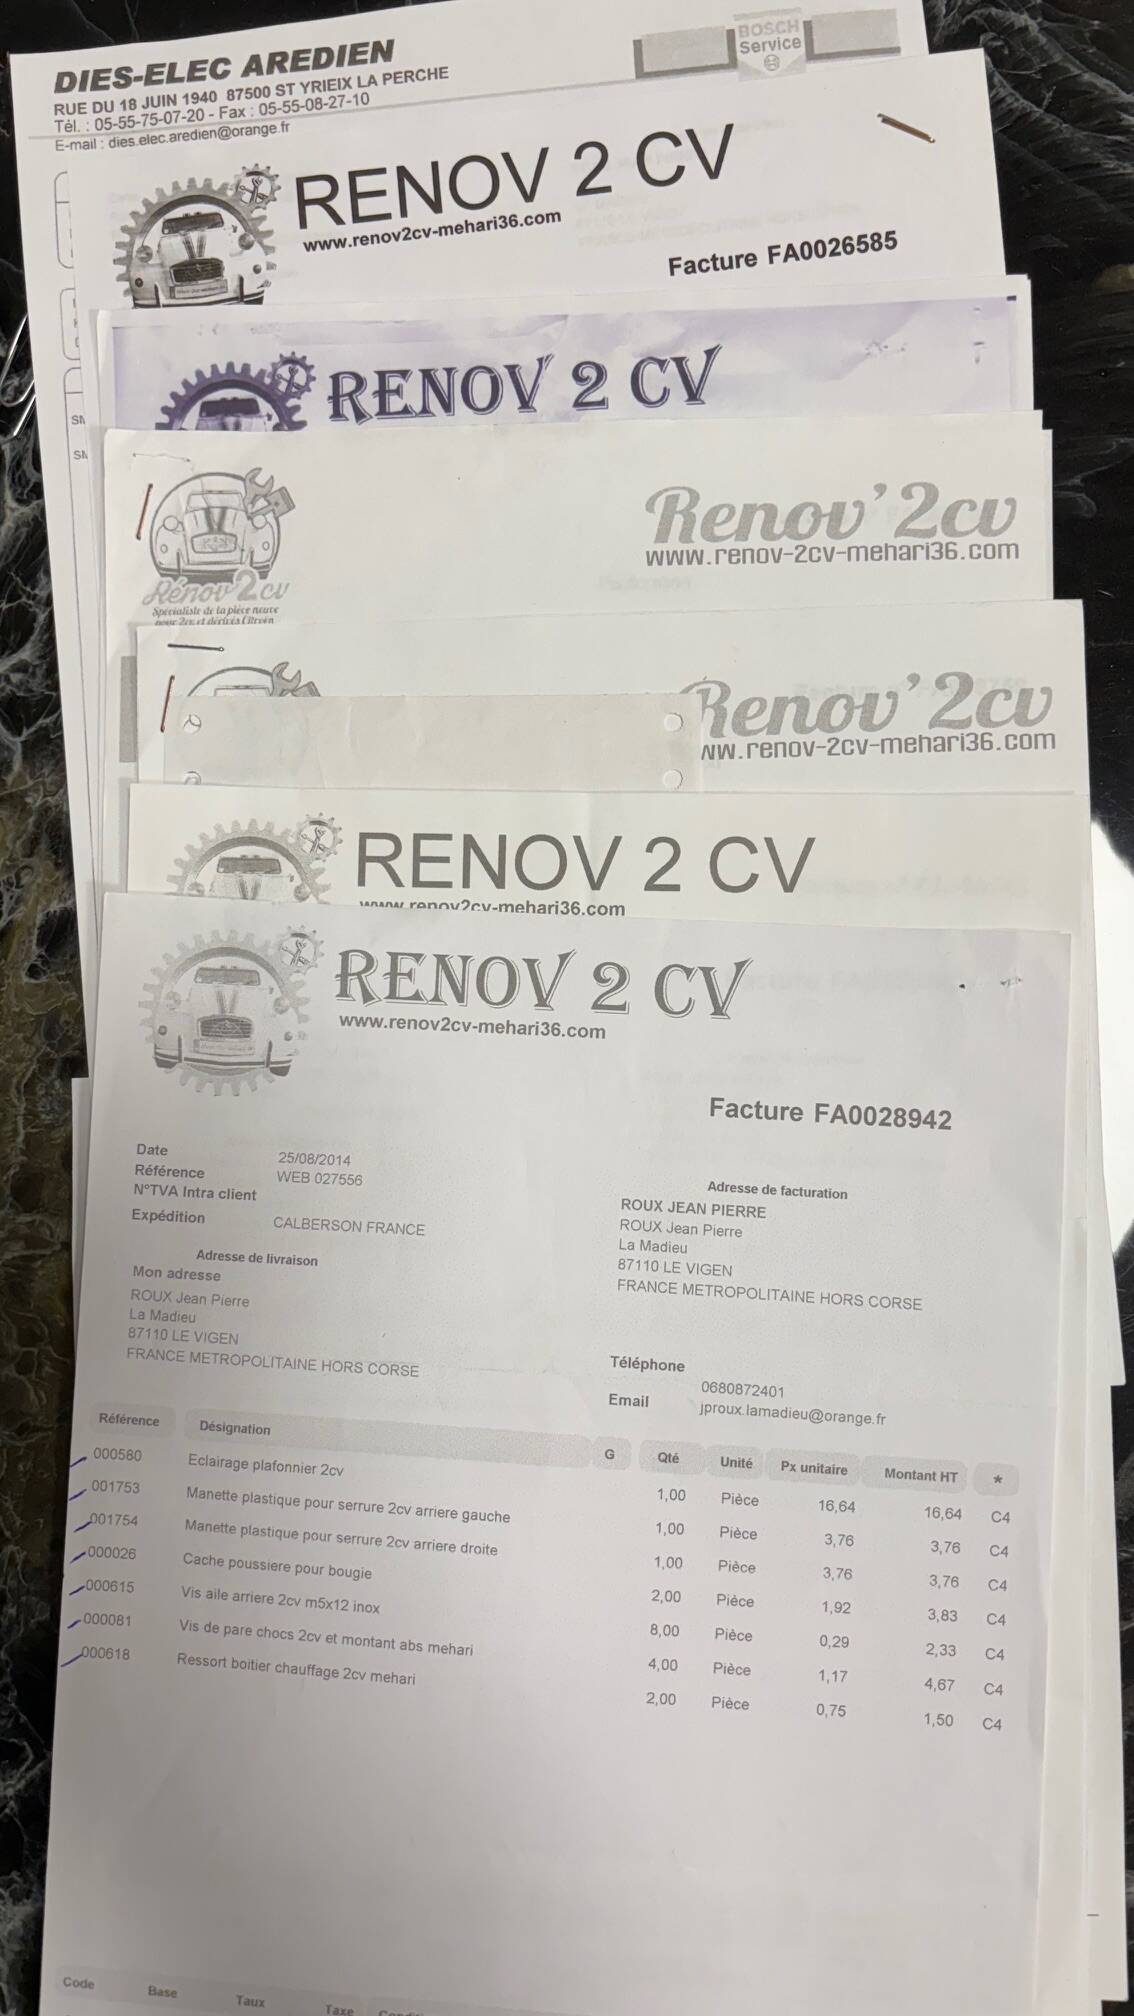 DIES-ELEC AREDIEN
RUE DU 18 JUIN 1940 87500 ST YRIEIX LA PERCHE
Tél. : 05-55-75-07-20 - Fax : 05-55-08-27-10
E-mail : dies.elec.aredien@orange.fr
BOSCH
Service
RENOV 2 CV
www.renov2cv-mehari36.com
Facture FA0026585
RENOV 2 CV
Renov'2cv
www.renov-2cv-mehari36.com
Rénov 2cv
Spécialiste de la pièce neuve
pour 2cv et dérivés Citroën
Renov'2cv
ww.renov-2cv-mehari36.com
RENOV 2 CV
www.renov2cv-mehari36.com
RENOV 2 CV
www.renov2cv-mehari36.com
Facture FA0028942
Date 25/08/2014
Référence WEB 027556
N°TVA Intra client
Expédition CALBERSON FRANCE
Adresse de livraison
Mon adresse
ROUX Jean Pierre
La Madieu
87110 LE VIGEN
FRANCE METROPOLITAINE HORS CORSE
Adresse de facturation
ROUX JEAN PIERRE
ROUX Jean Pierre
La Madieu
87110 LE VIGEN
FRANCE METROPOLITAINE HORS CORSE
Téléphone 0680872401
Email jproux.lamadieu@orange.fr
Référence Désignation G Qté Unité Px unitaire Montant HT *
000580 Eclairage plafonnier 2cv 1,00 Pièce 16,64 16,64 C4
001753 Manette plastique pour serrure 2cv arriere gauche 1,00 Pièce 3,76 3,76 C4
001754 Manette plastique pour serrure 2cv arriere droite 1,00 Pièce 3,76 3,76 C4
000026 Cache poussiere pour bougie 2,00 Pièce 1,92 3,83 C4
000615 Vis aile arriere 2cv m5x12 inox 8,00 Pièce 0,29 2,33 C4
000081 Vis de pare chocs 2cv et montant abs mehari 4,00 Pièce 1,17 4,67 C4
000618 Ressort boitier chauffage 2cv mehari 2,00 Pièce 0,75 1,50 C4
Code Base Taux Taxe